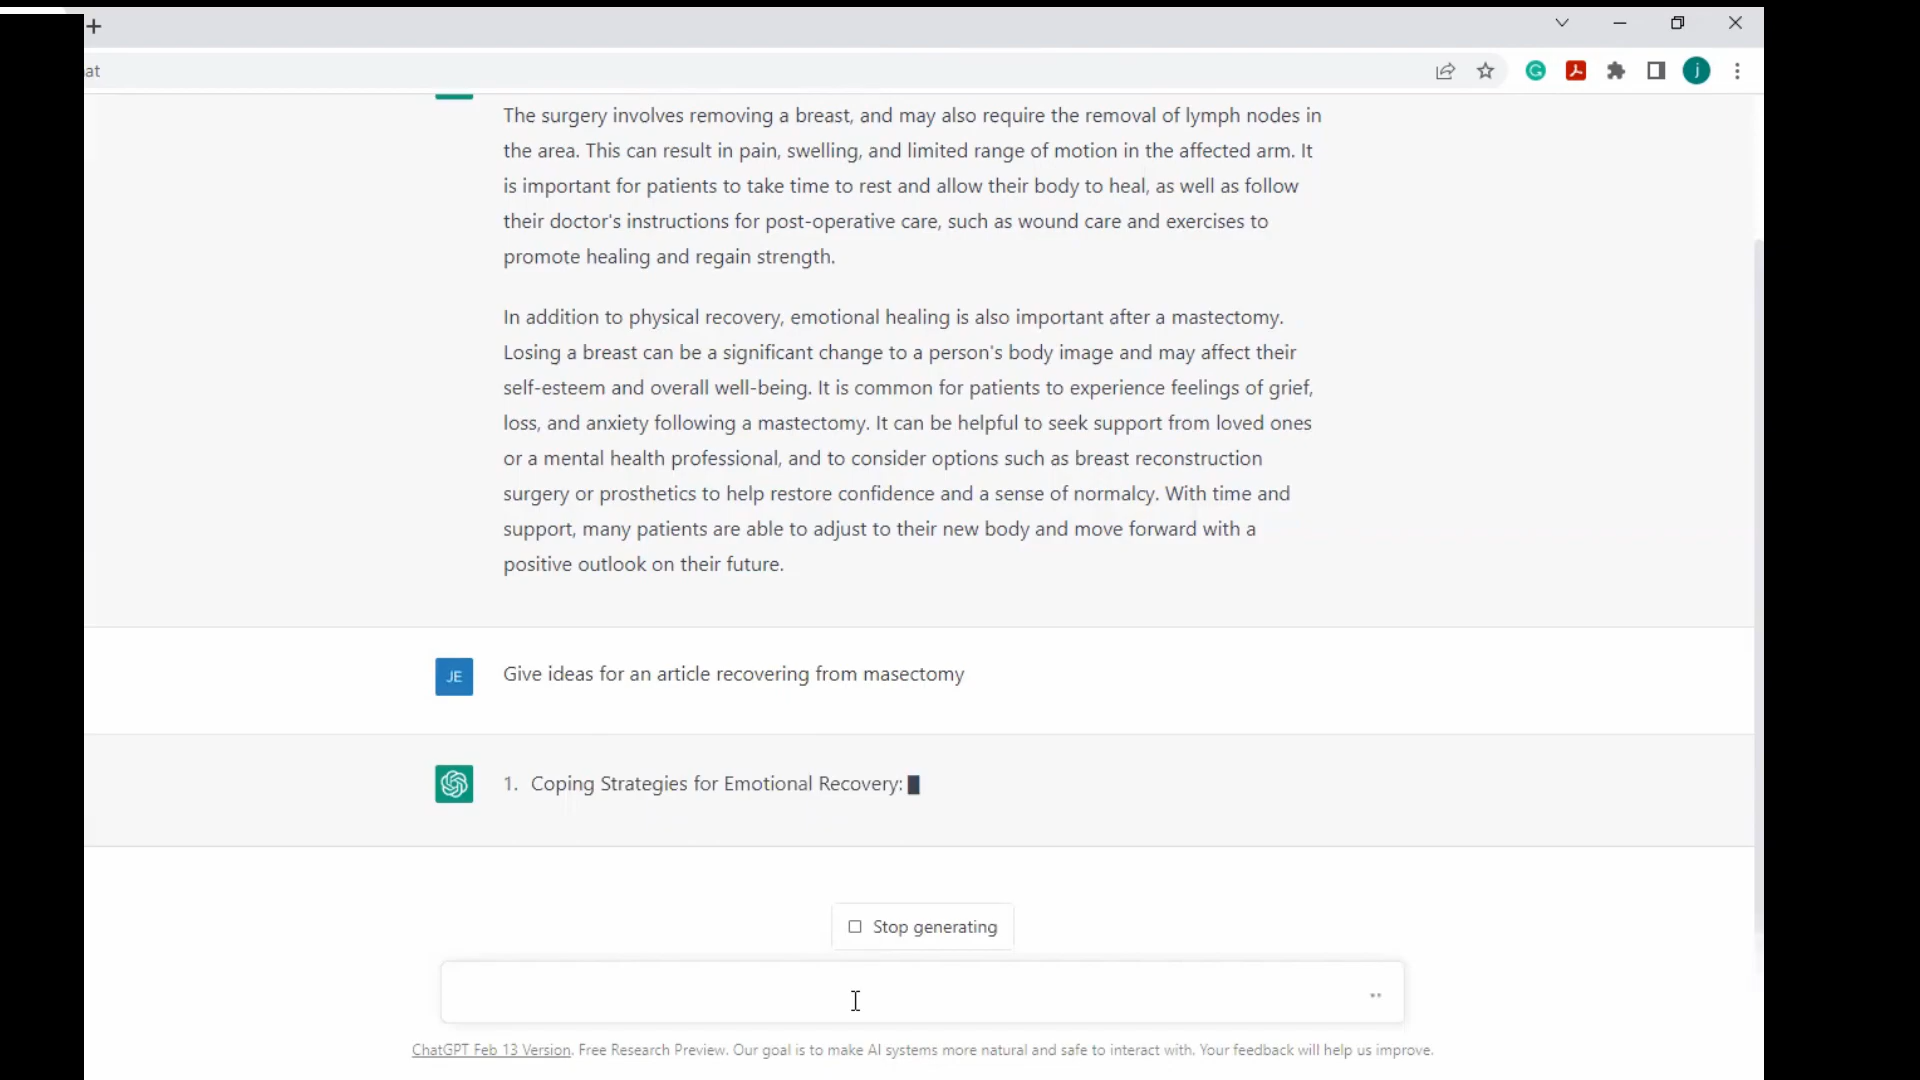 at
j
The surgery involves removing a breast, and may also require the removal of lymph nodes in
the area. This can result in pain, swelling, and limited range of motion in the affected arm. It
is important for patients to take time to rest and allow their body to heal, as well as follow
their doctor's instructions for post-operative care, such as wound care and exercises to
promote healing and regain strength.
In addition to physical recovery, emotional healing is also important after a mastectomy.
Losing a breast can be a significant change to a person's body image and may affect their
self-esteem and overall well-being. It is common for patients to experience feelings of grief,
loss, and anxiety following a mastectomy. It can be helpful to seek support from loved ones
or a mental health professional, and to consider options such as breast reconstruction
surgery or prosthetics to help restore confidence and a sense of normalcy. With time and
support, many patients are able to adjust to their new body and move forward with a
positive outlook on their future.
JE Give ideas for an article recovering from masectomy
1. Coping Strategies for Emotional Recovery:
Stop generating
ChatGPT Feb 13 Version. Free Research Preview. Our goal is to make AI systems more natural and safe to interact with. Your feedback will help us improve.